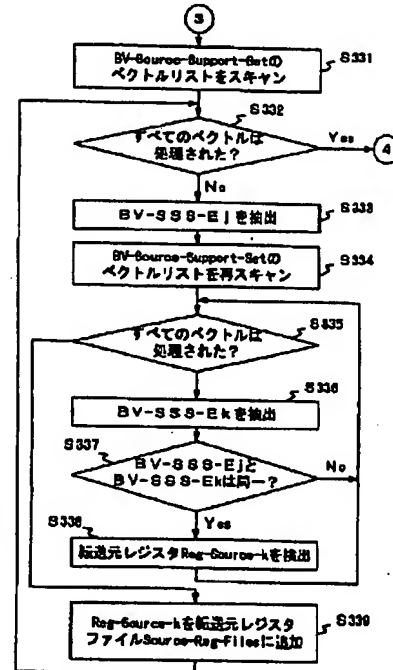 3
BV-Source-Support-Setの
ベクトルリストをスキャン
S331
S332
すべてのベクトルは
処理された?
Yes
4
No
BV-SSS-Ejを抽出
S333
BV-Source-Support-Setの
ベクトルリストを再スキャン
S334
すべてのベクトルは
処理された?
S335
S336
BV-SSS-Ekを抽出
S337
BV-SSS-Ejと
BV-SSS-Ekは同一?
No
Yes
S338
転送元レジスタReg-Source-kを検出
Reg-Source-kを転送元レジスタ
ファイルSource-Reg-Filesに追加
S339